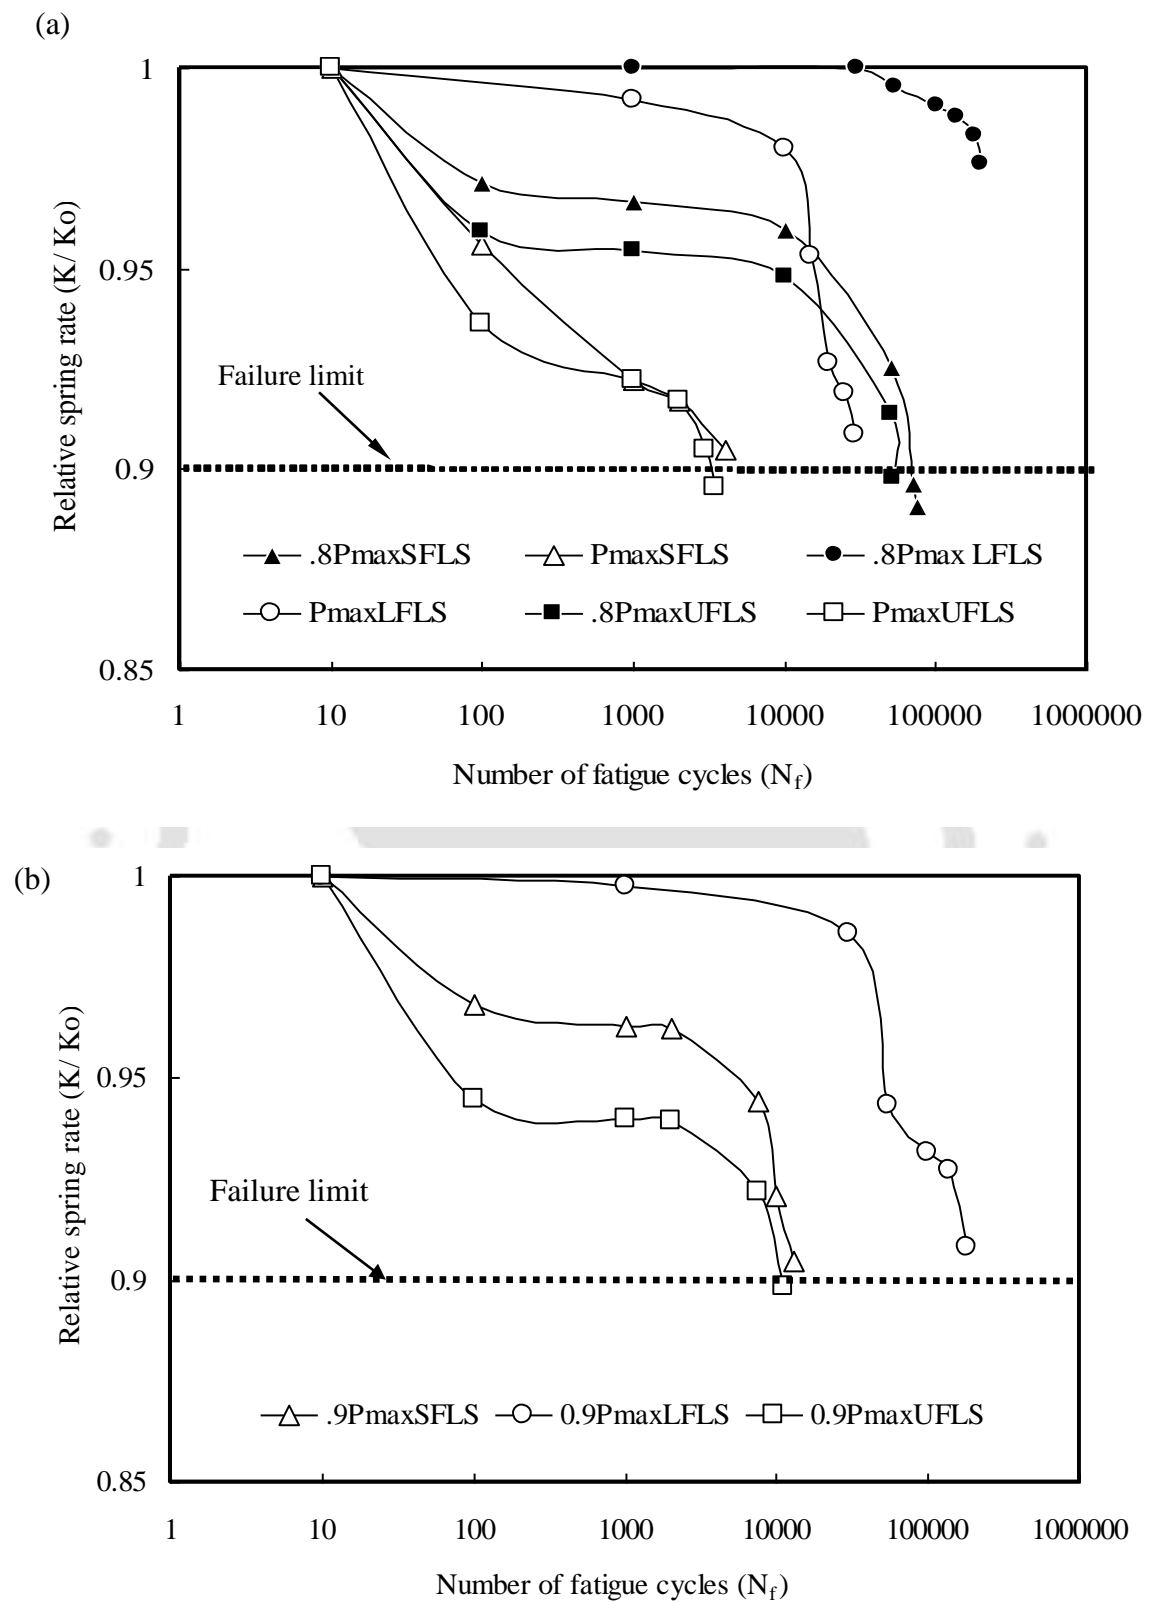 (a)
1
0.95
0.9
0.85
Relative spring rate (K/ Ko)
Failure limit
.8PmaxSFLS PmaxSFLS .8Pmax LFLS
PmaxLFLS .8PmaxUFLS PmaxUFLS
1 10 100 1000 10000 100000 1000000
Number of fatigue cycles (Nf)
(b)
1
0.95
0.9
0.85
Relative spring rate (K/ Ko)
Failure limit
.9PmaxSFLS 0.9PmaxLFLS 0.9PmaxUFLS
1 10 100 1000 10000 100000 1000000
Number of fatigue cycles (Nf)